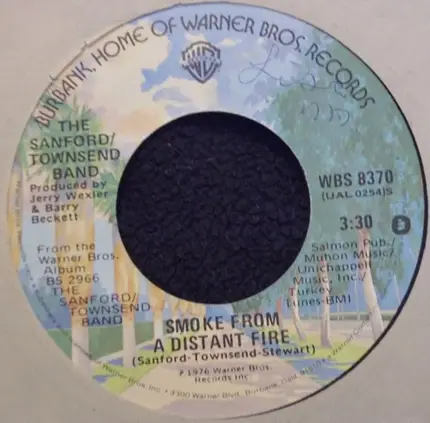 BURBANK, HOME OF WARNER BROS. RECORDS
THE
SANFORD/
TOWNSEND
BAND
Produced by
Jerry Wexler
& Barry
Beckett
From the
Warner Bros.
Album
BS 2966
THE
SANFORD/
TOWNSEND
BAND
WBS 8370
(UAL 0254)S
3:30
Salmon Pub./
Muhon Music/
Unichappell
Music, Inc./
Turkey
Tunes-BMI
SMOKE FROM
A DISTANT FIRE
(Sanford-Townsend-Stewart)
℗ 1976 Warner Bros.
Records Inc.